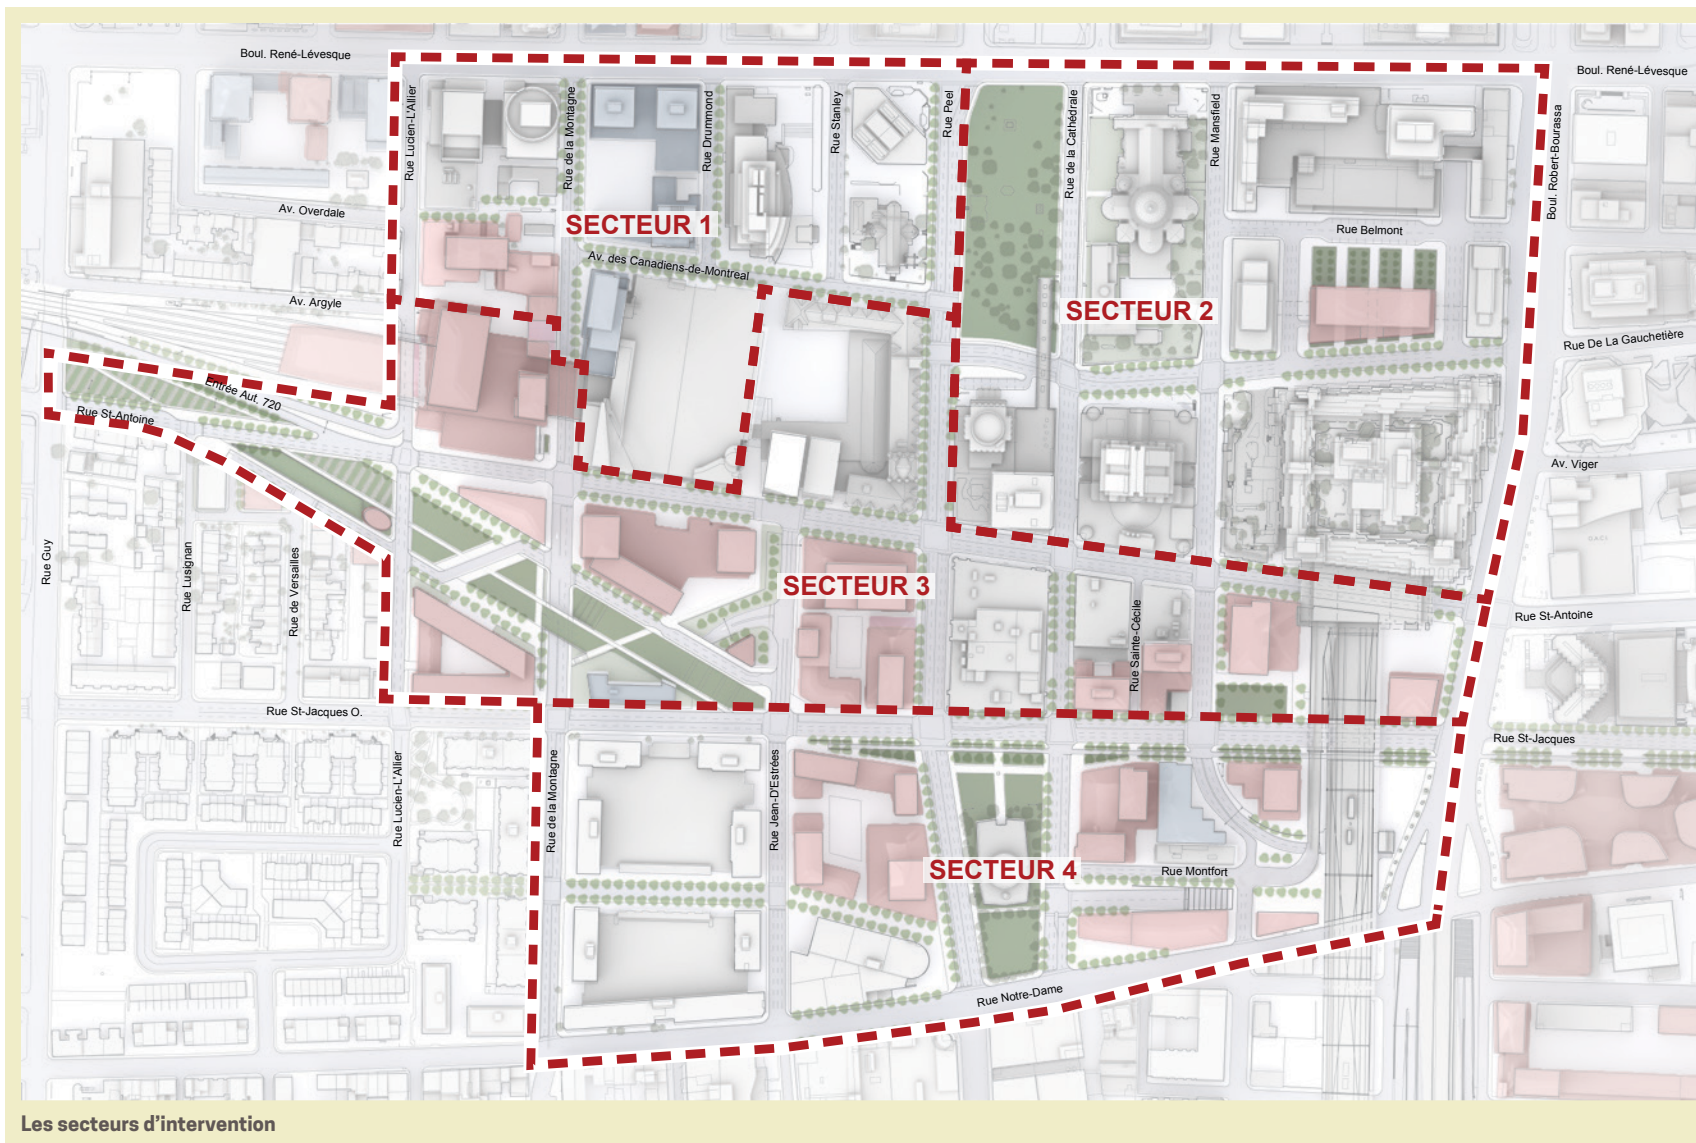 Boul. René-Lévesque
Boul. René-Lévesque
Rue Lucien-L'Allier
Rue de la Montagne
Rue Drummond
Rue Stanley
Rue Peel
Rue de la Cathédrale
Rue Mansfield
Boul. Robert-Bourassa
Av. Overdale
SECTEUR 1
Rue Belmont
Av. des Canadiens-de-Montreal
Av. Argyle
SECTEUR 2
Rue De La Gauchetière
Entrée Aut. 720
Rue St-Antoine
Av. Viger
Rue Guy
Rue Lusignan
Rue de Versailles
SECTEUR 3
Rue Sainte-Cécile
Rue St-Antoine
Rue St-Jacques O.
Rue St-Jacques
Rue Lucien-L'Allier
Rue de la Montagne
Rue Jean-D'Estrées
SECTEUR 4
Rue Montfort
Rue Notre-Dame
Les secteurs d'intervention